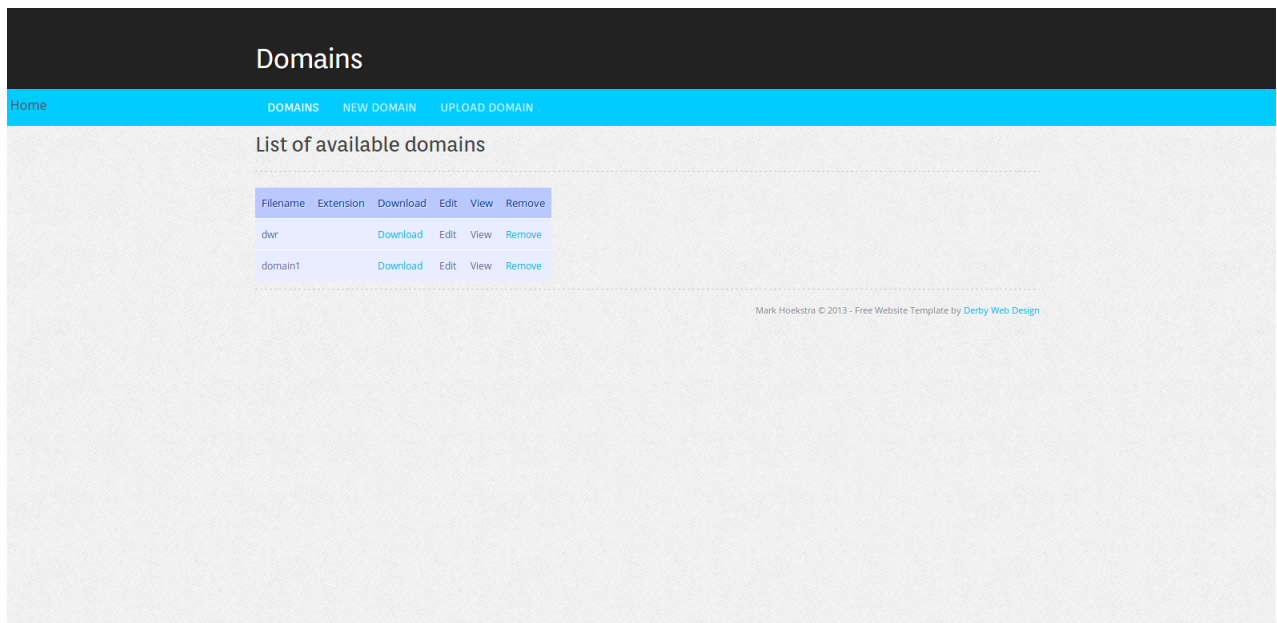 Domains
Home DOMAINS NEW DOMAIN UPLOAD DOMAIN
List of available domains
Filename Extension Download Edit View Remove
dwr Download Edit View Remove
domain1 Download Edit View Remove
Mark Hoekstra © 2013 - Free Website Template by Derby Web Design